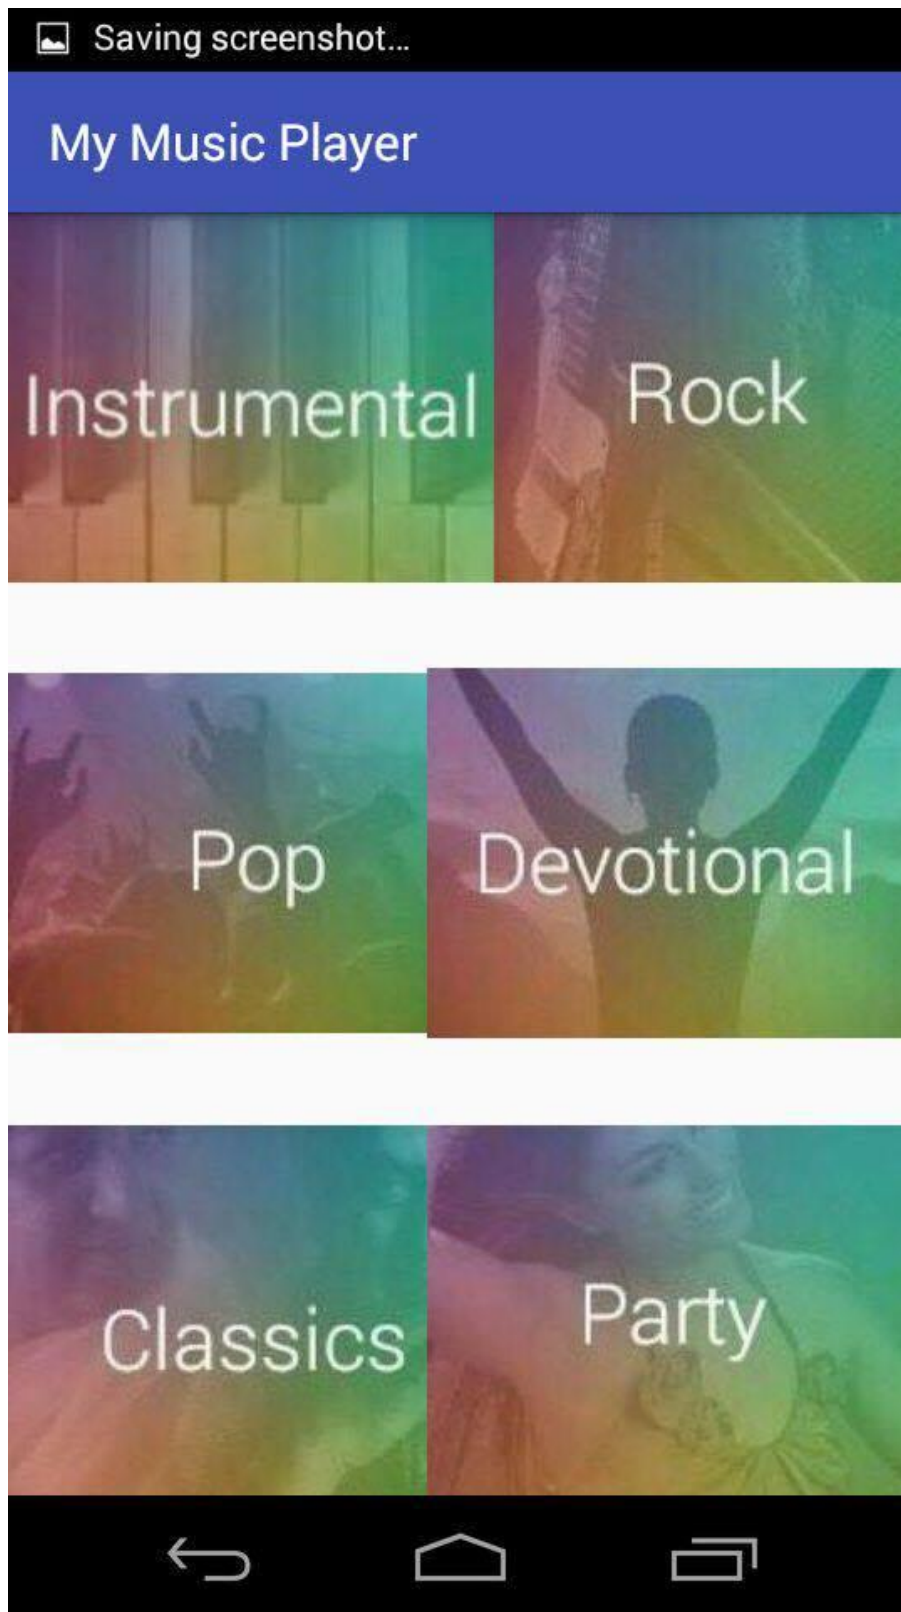 Saving screenshot...
My Music Player
Instrumental
Rock
Pop
Devotional
Classics
Party